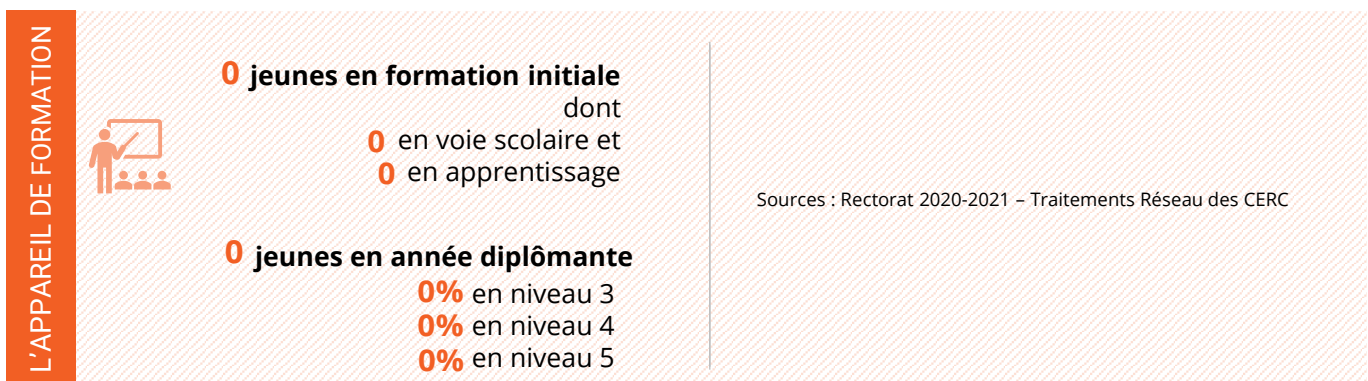 L'APPAREIL DE FORMATION
0 jeunes en formation initiale
dont
0 en voie scolaire et
0 en apprentissage
0 jeunes en année diplômante
0% en niveau 3
0% en niveau 4
0% en niveau 5
Sources : Rectorat 2020-2021 – Traitements Réseau des CERC